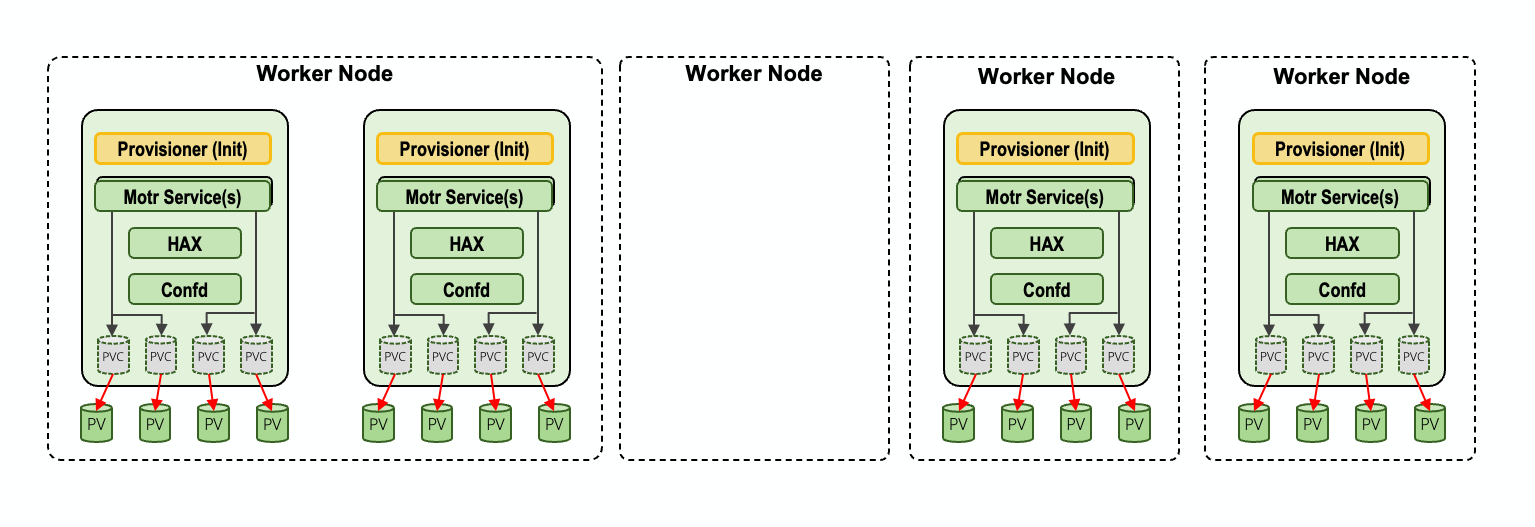 Worker Node
Worker Node
Worker Node
Worker Node
Provisioner (Init)
Provisioner (Init)
Provisioner (Init)
Provisioner (Init)
Motr Service(s)
Motr Service(s)
Motr Service(s)
Motr Service(s)
HAX
HAX
HAX
HAX
Confd
Confd
Confd
Confd
PVC PVC PVC PVC
PVC PVC PVC PVC
PVC PVC PVC PVC
PVC PVC PVC PVC
PV PV PV PV
PV PV PV PV
PV PV PV PV
PV PV PV PV